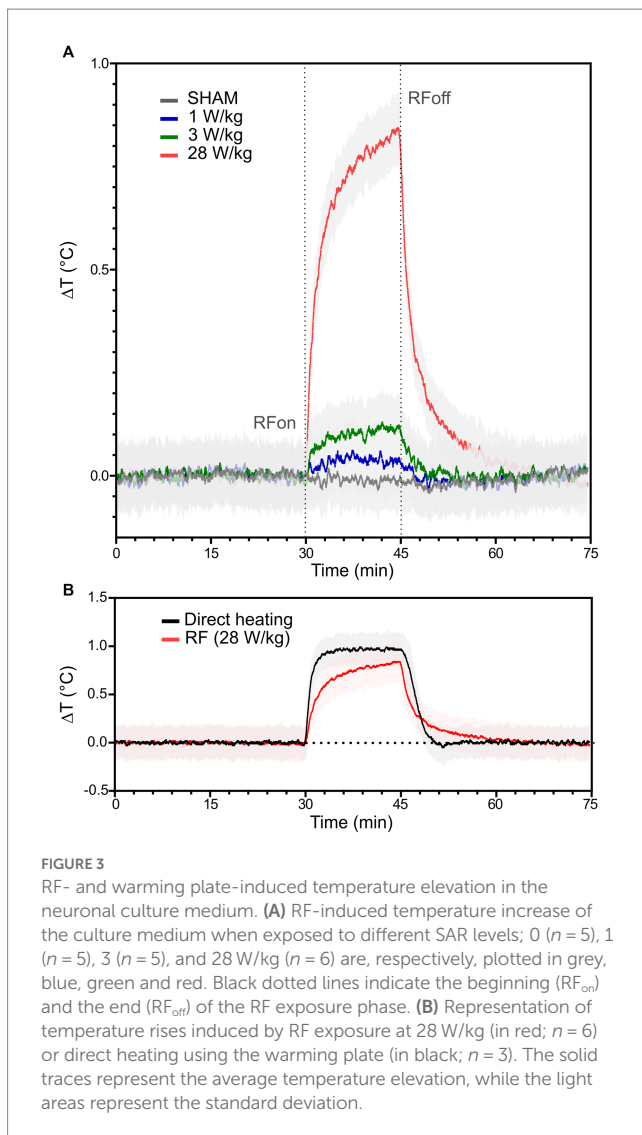 A
1.0
RFoff
SHAM
1 W/kg
3 W/kg
28 W/kg
ΔT (°C)
0.5
RFon
0.0
0 15 30 45 60 75
Time (min)
B
1.5
Direct heating
RF (28 W/kg)
1.0
ΔT (°C)
0.5
0.0
-0.5
0 15 30 45 60 75
Time (min)
FIGURE 3
RF- and warming plate-induced temperature elevation in the
neuronal culture medium. (A) RF-induced temperature increase of
the culture medium when exposed to different SAR levels; 0 (n = 5), 1
(n = 5), 3 (n = 5), and 28 W/kg (n = 6) are, respectively, plotted in grey,
blue, green and red. Black dotted lines indicate the beginning (RFon)
and the end (RFoff) of the RF exposure phase. (B) Representation of
temperature rises induced by RF exposure at 28 W/kg (in red; n = 6)
or direct heating using the warming plate (in black; n = 3). The solid
traces represent the average temperature elevation, while the light
areas represent the standard deviation.